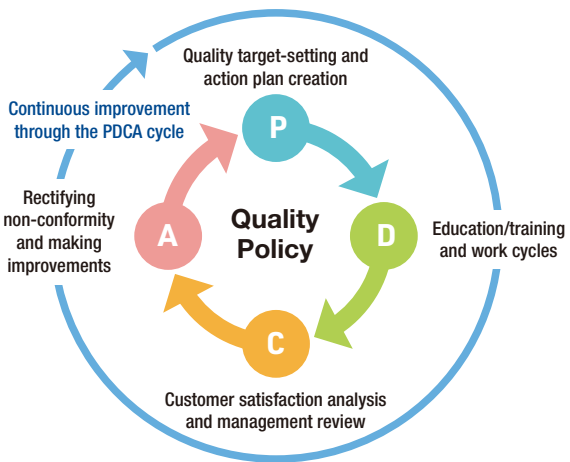 Quality target-setting and
action plan creation
Continuous improvement
through the PDCA cycle
P
Rectifying
non-conformity
and making
improvements
A
Quality
Policy
D
Education/training
and work cycles
C
Customer satisfaction analysis
and management review